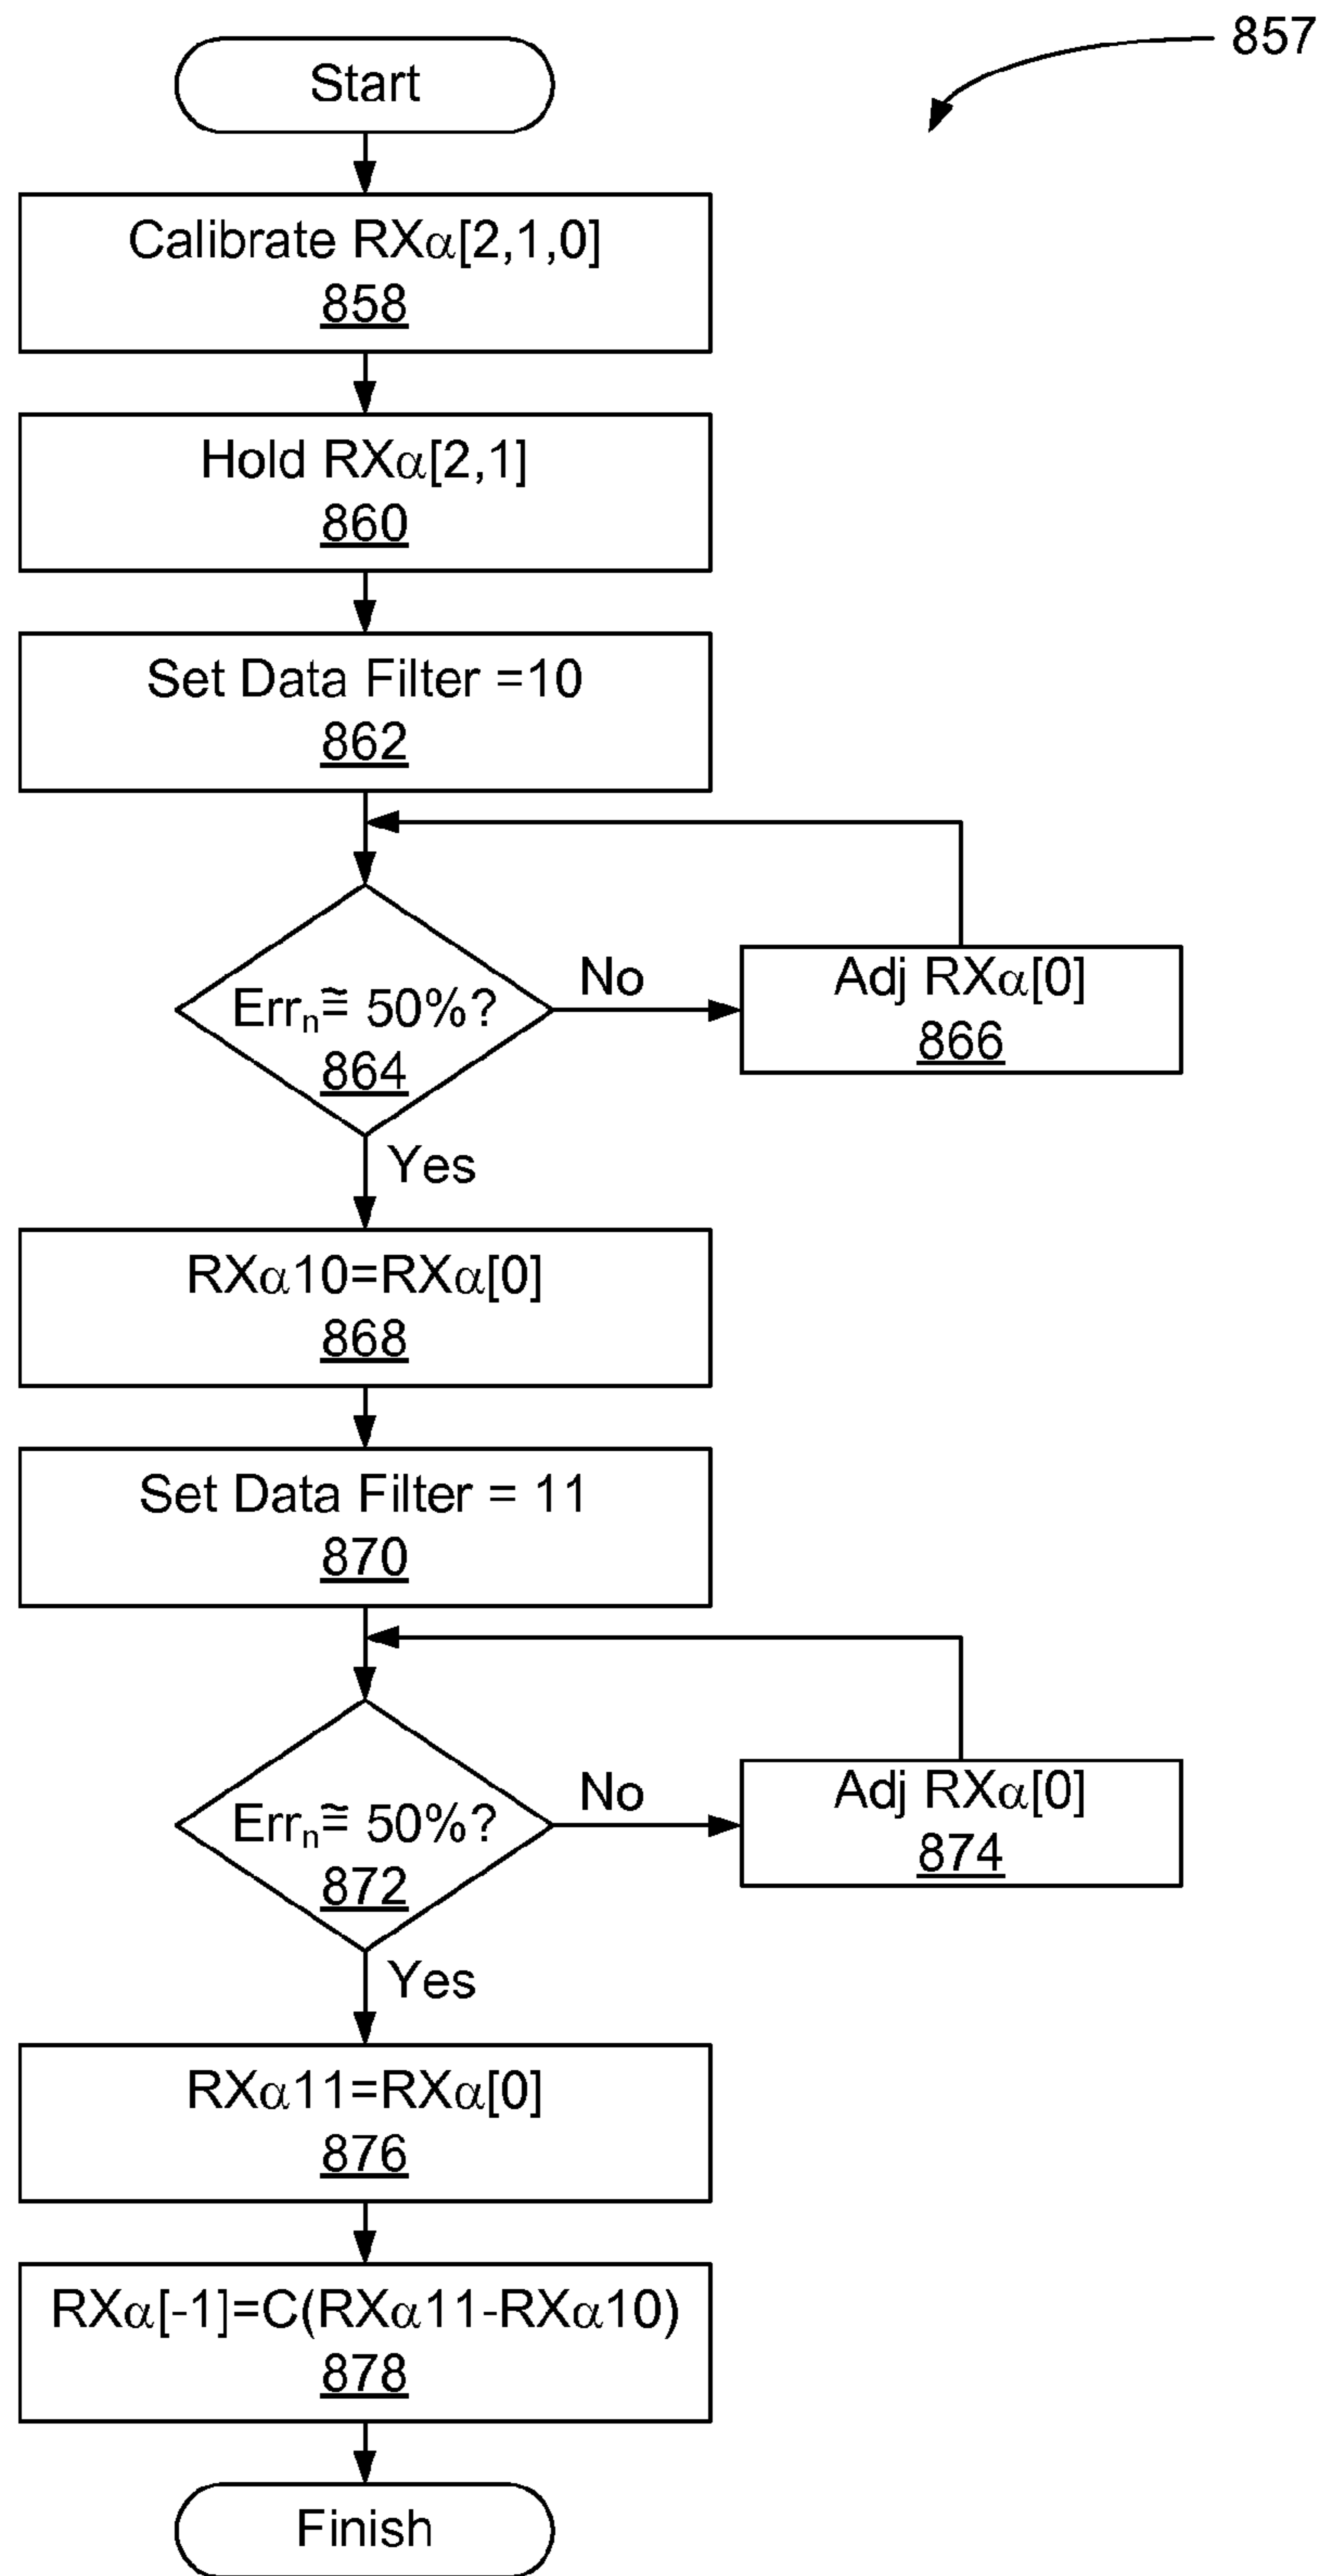 857
Start
Calibrate RXα[2,1,0]
858
Hold RXα[2,1]
860
Set Data Filter =10
862
Errn≅ 50%?
864
No
Adj RXα[0]
866
Yes
RXα10=RXα[0]
868
Set Data Filter = 11
870
Errn≅ 50%?
872
No
Adj RXα[0]
874
Yes
RXα11=RXα[0]
876
RXα[-1]=C(RXα11-RXα10)
878
Finish